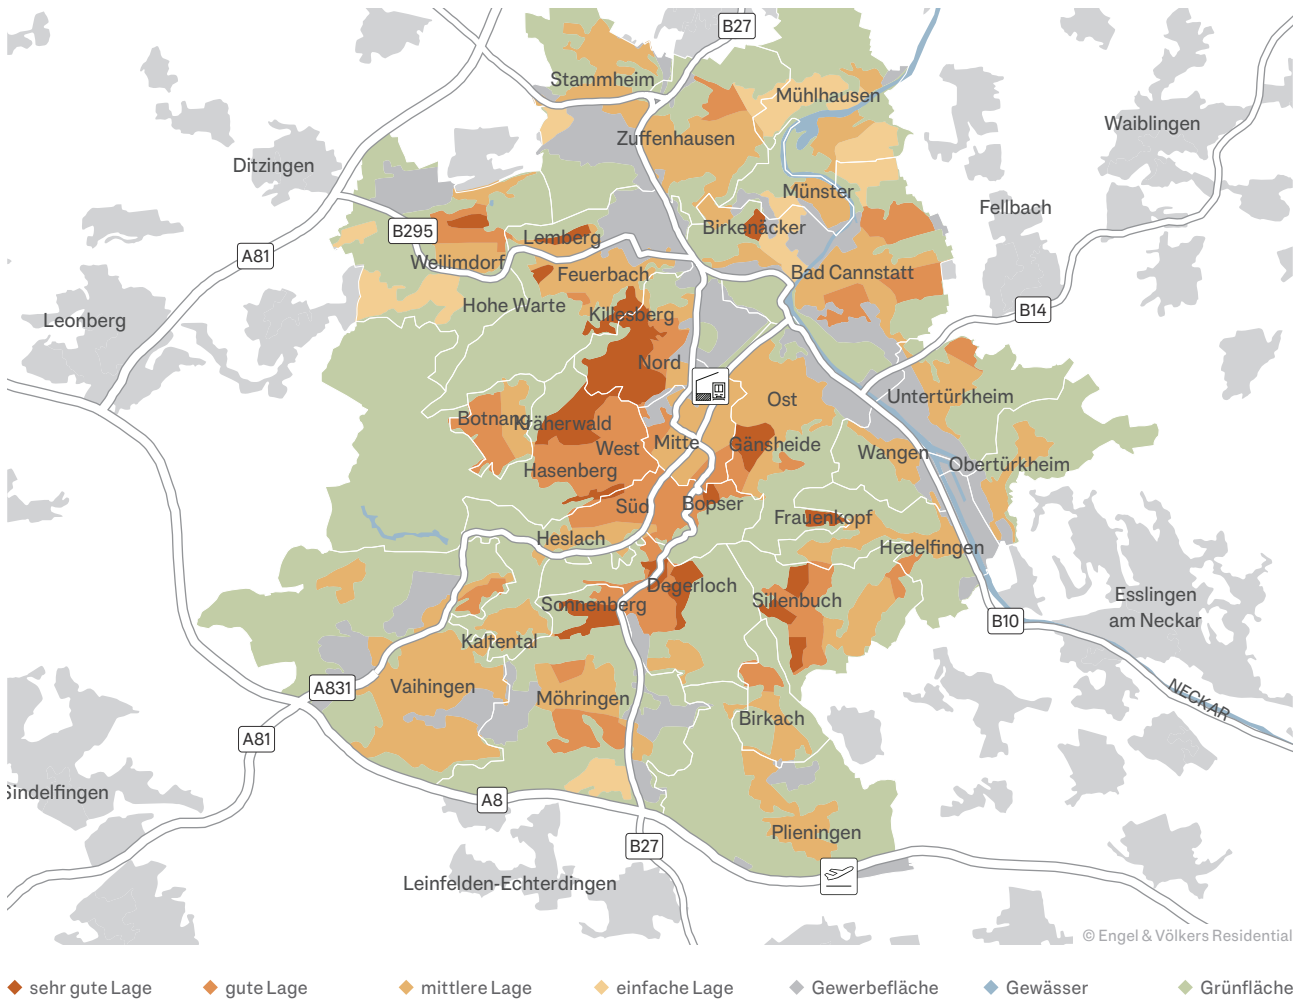 B27
Stammheim
Mühlhausen
Waiblingen
Zuffenhausen
Ditzingen
Münster
Fellbach
B295
Birkenäcker
Lemberg
A81
Weilimdorf
Feuerbach
Bad Cannstatt
Hohe Warte
Killesberg
B14
Leonberg
Nord
Untertürkheim
Ost
Botnang
Kräherwald
West
Mitte
Gänsheide
Wangen
Obertürkheim
Hasenberg
Süd
Bopser
Frauenkopf
Heslach
Hedelfingen
Degerloch
Sonnenberg
Sillenbuch
Esslingen
am Neckar
B10
Kaltental
A831
Vaihingen
Möhringen
NECKAR
Birkach
A81
Sindelfingen
A8
Plieningen
B27
Leinfelden-Echterdingen
© Engel & Völkers Residential
sehr gute Lage
gute Lage
mittlere Lage
einfache Lage
Gewerbefläche
Gewässer
Grünfläche